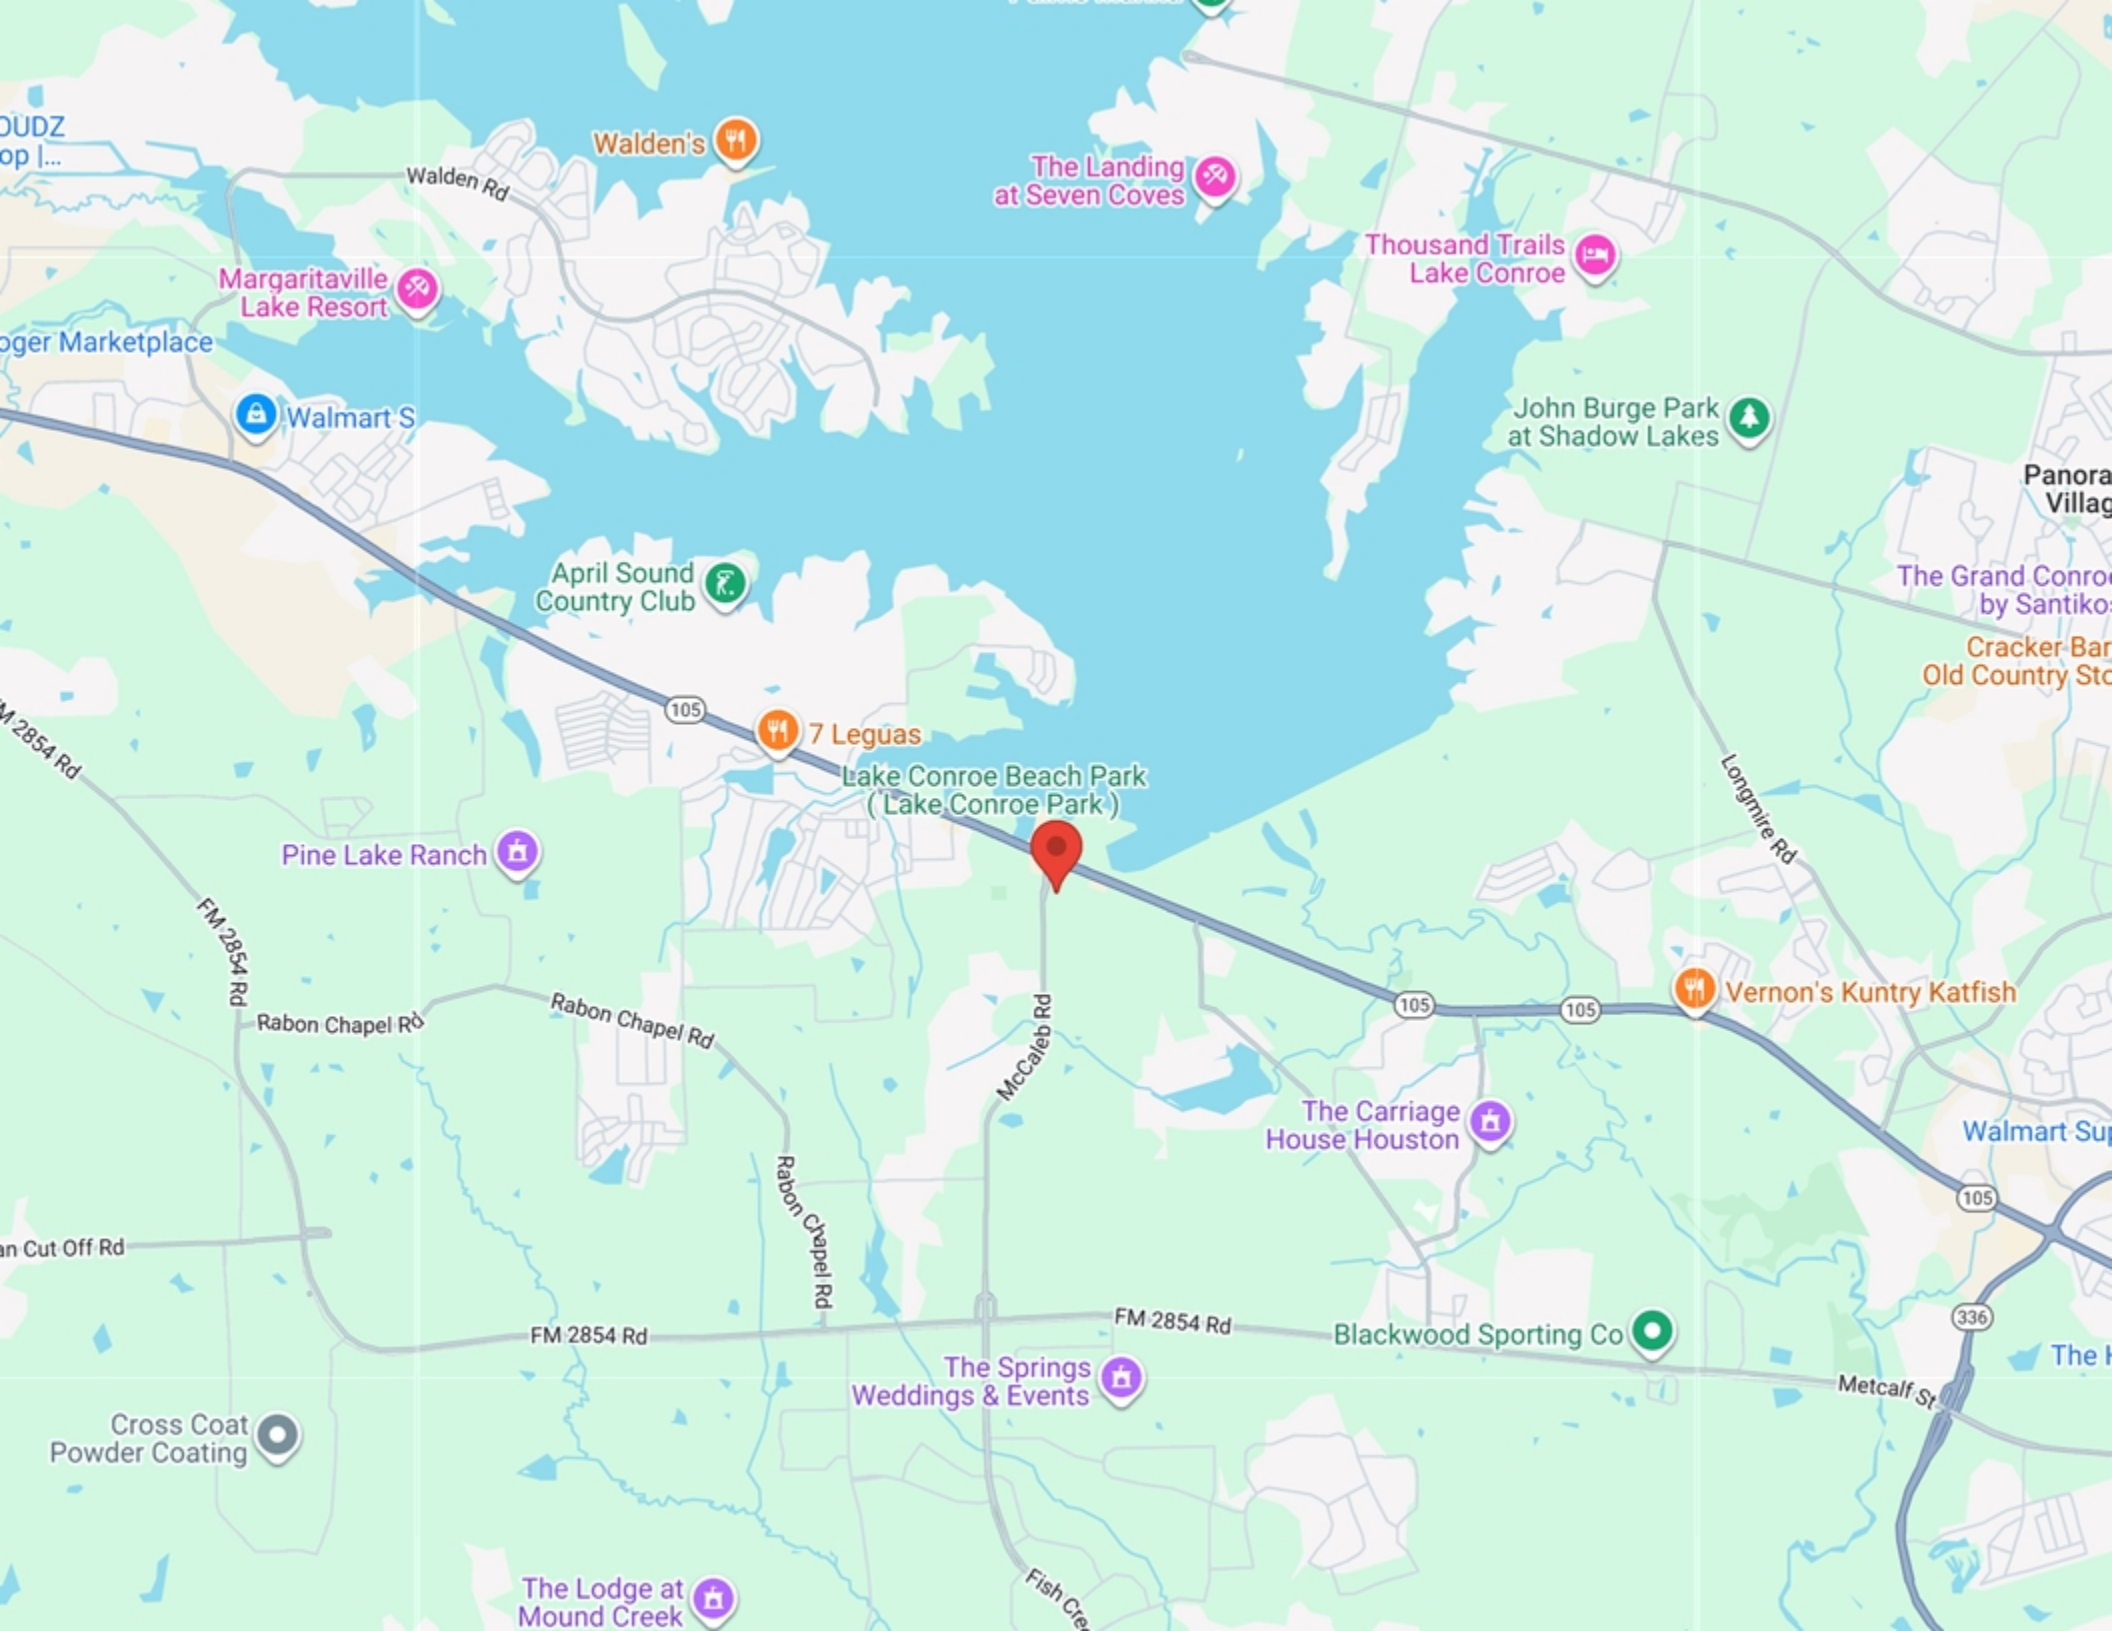 OUDZ
op |...
Walden's
Walden Rd
The Landing
at Seven Coves
Thousand Trails
Lake Conroe
Margaritaville
Lake Resort
oger Marketplace
Walmart S
John Burge Park
at Shadow Lakes
Panora
Villag
April Sound
Country Club
The Grand Conroe
by Santikos
Cracker Bar
Old Country Sto
105
7 Leguas
M 2854 Rd
Lake Conroe Beach Park
( Lake Conroe Park )
Longmire Rd
Pine Lake Ranch
FM 2854 Rd
Rabon Chapel Rd
Rabon Chapel Rd
McCaleb Rd
105
105
Vernon's Kuntry Katfish
The Carriage
House Houston
Walmart Sup
105
Rabon Chapel Rd
an Cut Off Rd
FM 2854 Rd
FM 2854 Rd
Blackwood Sporting Co
336
The H
The Springs
Weddings & Events
Metcalf St
Cross Coat
Powder Coating
The Lodge at
Mound Creek
Fish Cree